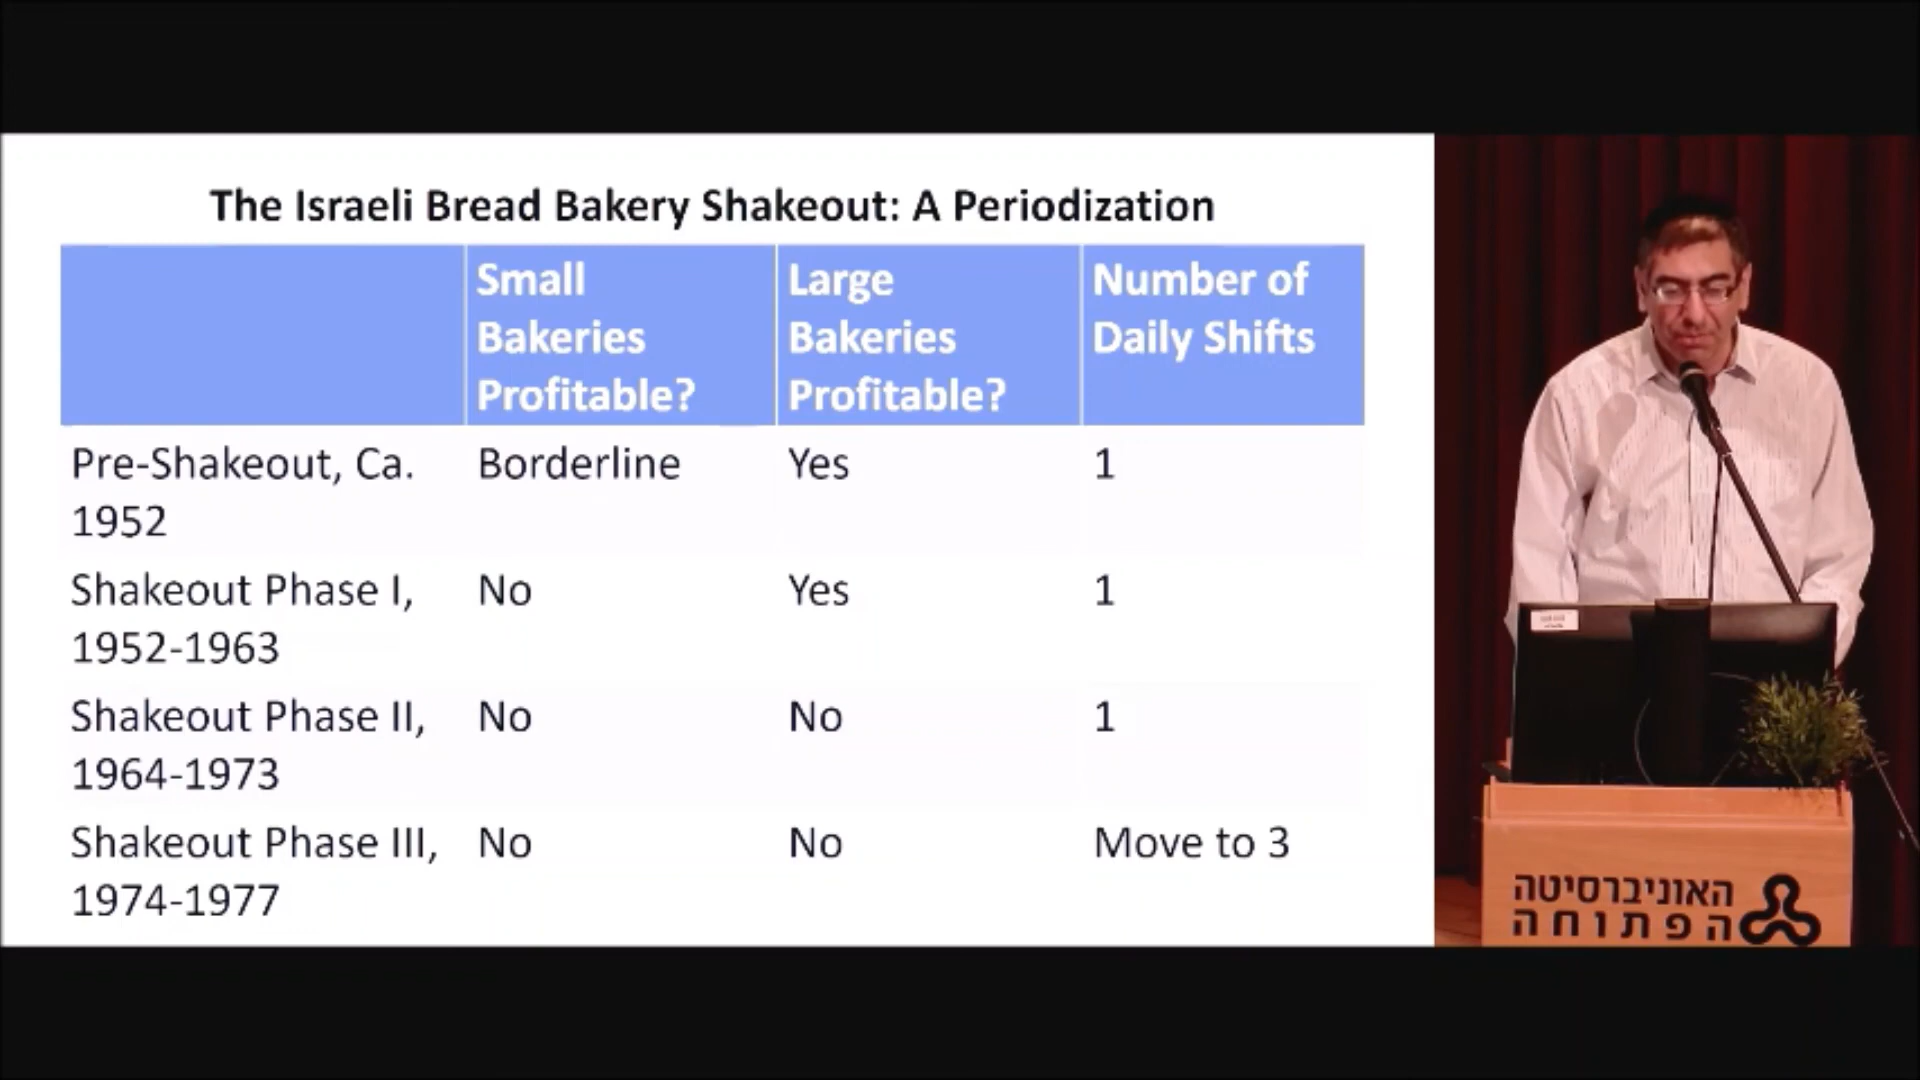 The Israeli Bread Bakery Shakeout: A Periodization
Small Bakeries Profitable?
Large Bakeries Profitable?
Number of Daily Shifts
Pre-Shakeout, Ca. 1952
Borderline
Yes
1
Shakeout Phase I, 1952-1963
No
Yes
1
Shakeout Phase II, 1964-1973
No
No
1
Shakeout Phase III, 1974-1977
No
No
Move to 3
האוניברסיטה
הפתוחה